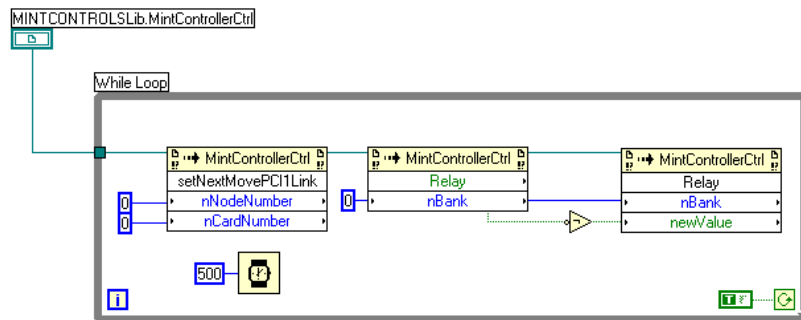 MINTCONTROLSLib.MintControllerCtrl
While Loop
MintControllerCtrl
setNextMovePCI1Link
0 nNodeNumber
0 nCardNumber
MintControllerCtrl
Relay
0 nBank
MintControllerCtrl
Relay
nBank
newValue
500
i
T F